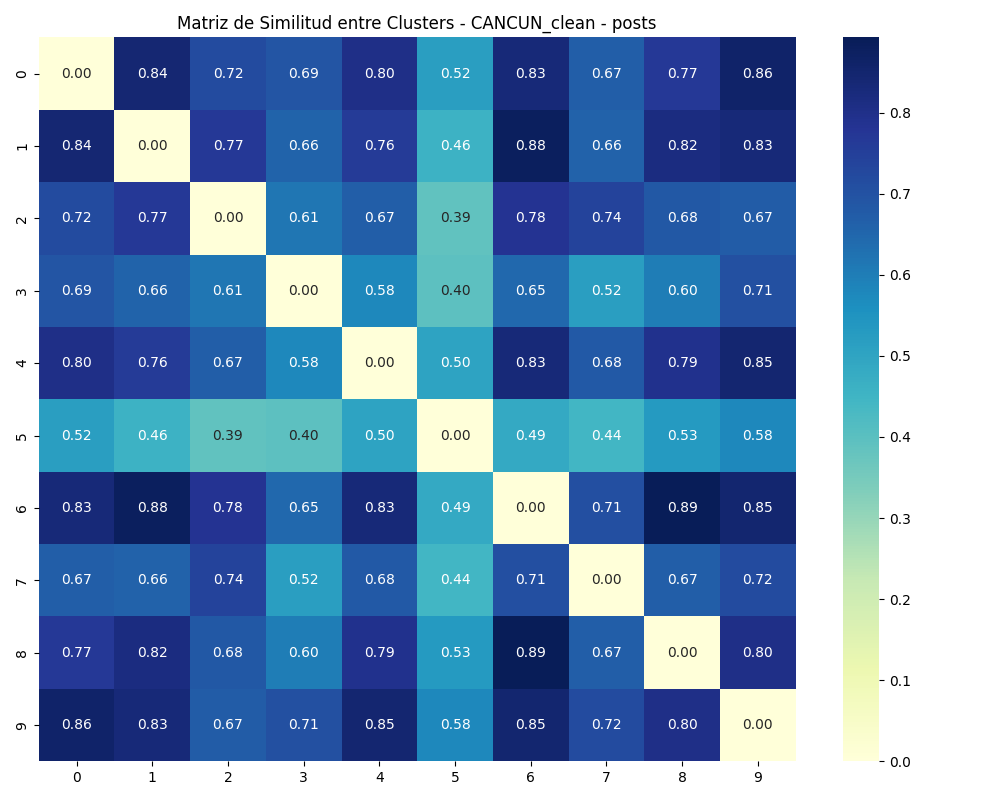 Matriz de Similitud entre Clusters - CANCUN_clean - posts
0 0.00 0.84 0.72 0.69 0.80 0.52 0.83 0.67 0.77 0.86
1 0.84 0.00 0.77 0.66 0.76 0.46 0.88 0.66 0.82 0.83
2 0.72 0.77 0.00 0.61 0.67 0.39 0.78 0.74 0.68 0.67
3 0.69 0.66 0.61 0.00 0.58 0.40 0.65 0.52 0.60 0.71
4 0.80 0.76 0.67 0.58 0.00 0.50 0.83 0.68 0.79 0.85
5 0.52 0.46 0.39 0.40 0.50 0.00 0.49 0.44 0.53 0.58
6 0.83 0.88 0.78 0.65 0.83 0.49 0.00 0.71 0.89 0.85
7 0.67 0.66 0.74 0.52 0.68 0.44 0.71 0.00 0.67 0.72
8 0.77 0.82 0.68 0.60 0.79 0.53 0.89 0.67 0.00 0.80
9 0.86 0.83 0.67 0.71 0.85 0.58 0.85 0.72 0.80 0.00
0 1 2 3 4 5 6 7 8 9
0.8
0.7
0.6
0.5
0.4
0.3
0.2
0.1
0.0